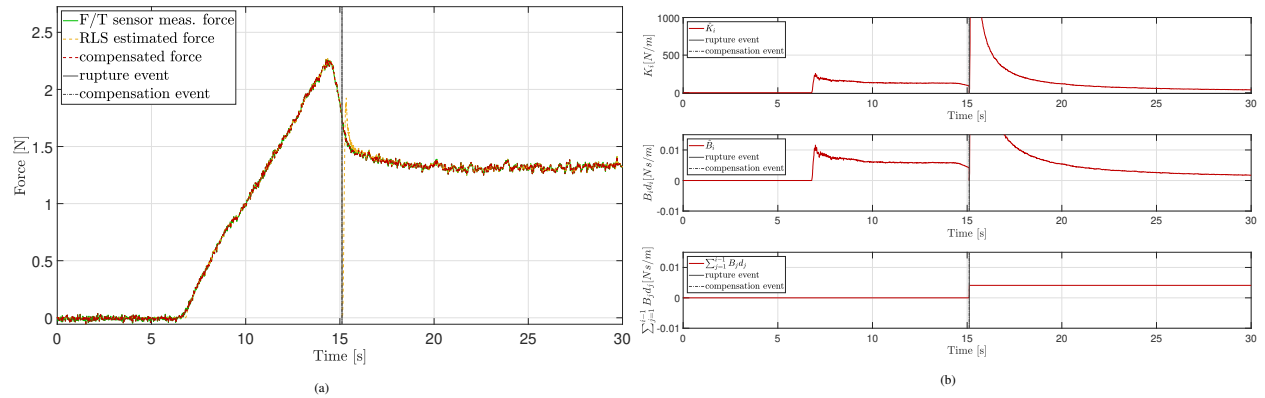 F/T sensor meas. force
RLS estimated force
compensated force
rupture event
compensation event
Force [N]
2.5
2
1.5
1
0.5
0
0 5 10 15 20 25 30
Time [s]
(a)
K̂ᵢ
rupture event
compensation event
Kᵢ[N/m]
1000
500
0
0 5 10 15 20 25 30
Time [s]
B̂ᵢ
rupture event
compensation event
Bᵢdᵢ[Ns/m]
0.01
0
-0.01
0 5 10 15 20 25 30
Time [s]
∑ⱼ₌₁ⁱ⁻¹ Bⱼdⱼ
rupture event
compensation event
∑ⱼ₌₁ⁱ⁻¹ Bⱼdⱼ[Ns/m]
0.01
0
-0.01
0 5 10 15 20 25 30
Time [s]
(b)